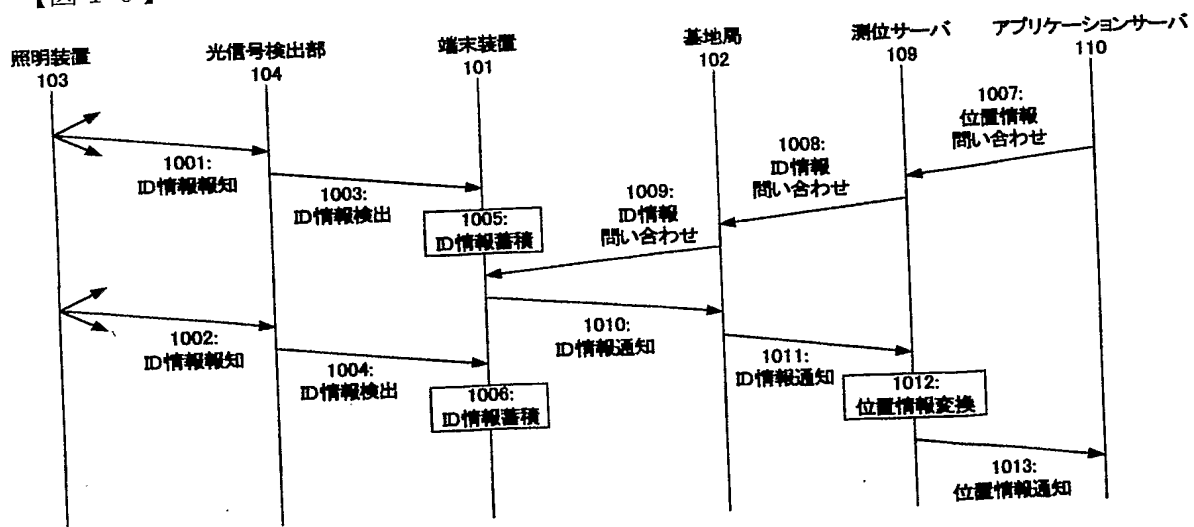 【図１０】
照明装置
103
光信号検出部
104
端末装置
101
基地局
102
測位サーバ
109
アプリケーションサーバ
110
1001:
ID情報報知
1003:
ID情報検出
1005:
ID情報蓄積
1007:
位置情報
問い合わせ
1008:
ID情報
問い合わせ
1009:
ID情報
問い合わせ
1002:
ID情報報知
1004:
ID情報検出
1006:
ID情報蓄積
1010:
ID情報通知
1011:
ID情報通知
1012:
位置情報変換
1013:
位置情報通知